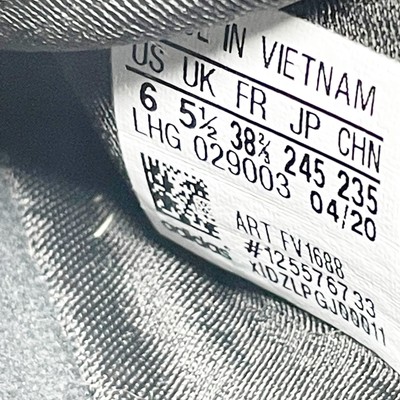 IN VIETNAM
US UK FR JP CHN
6 5½ 38⅔ 245 235
LHG 029003 04/20
ART FV1688
#125576733
adidas